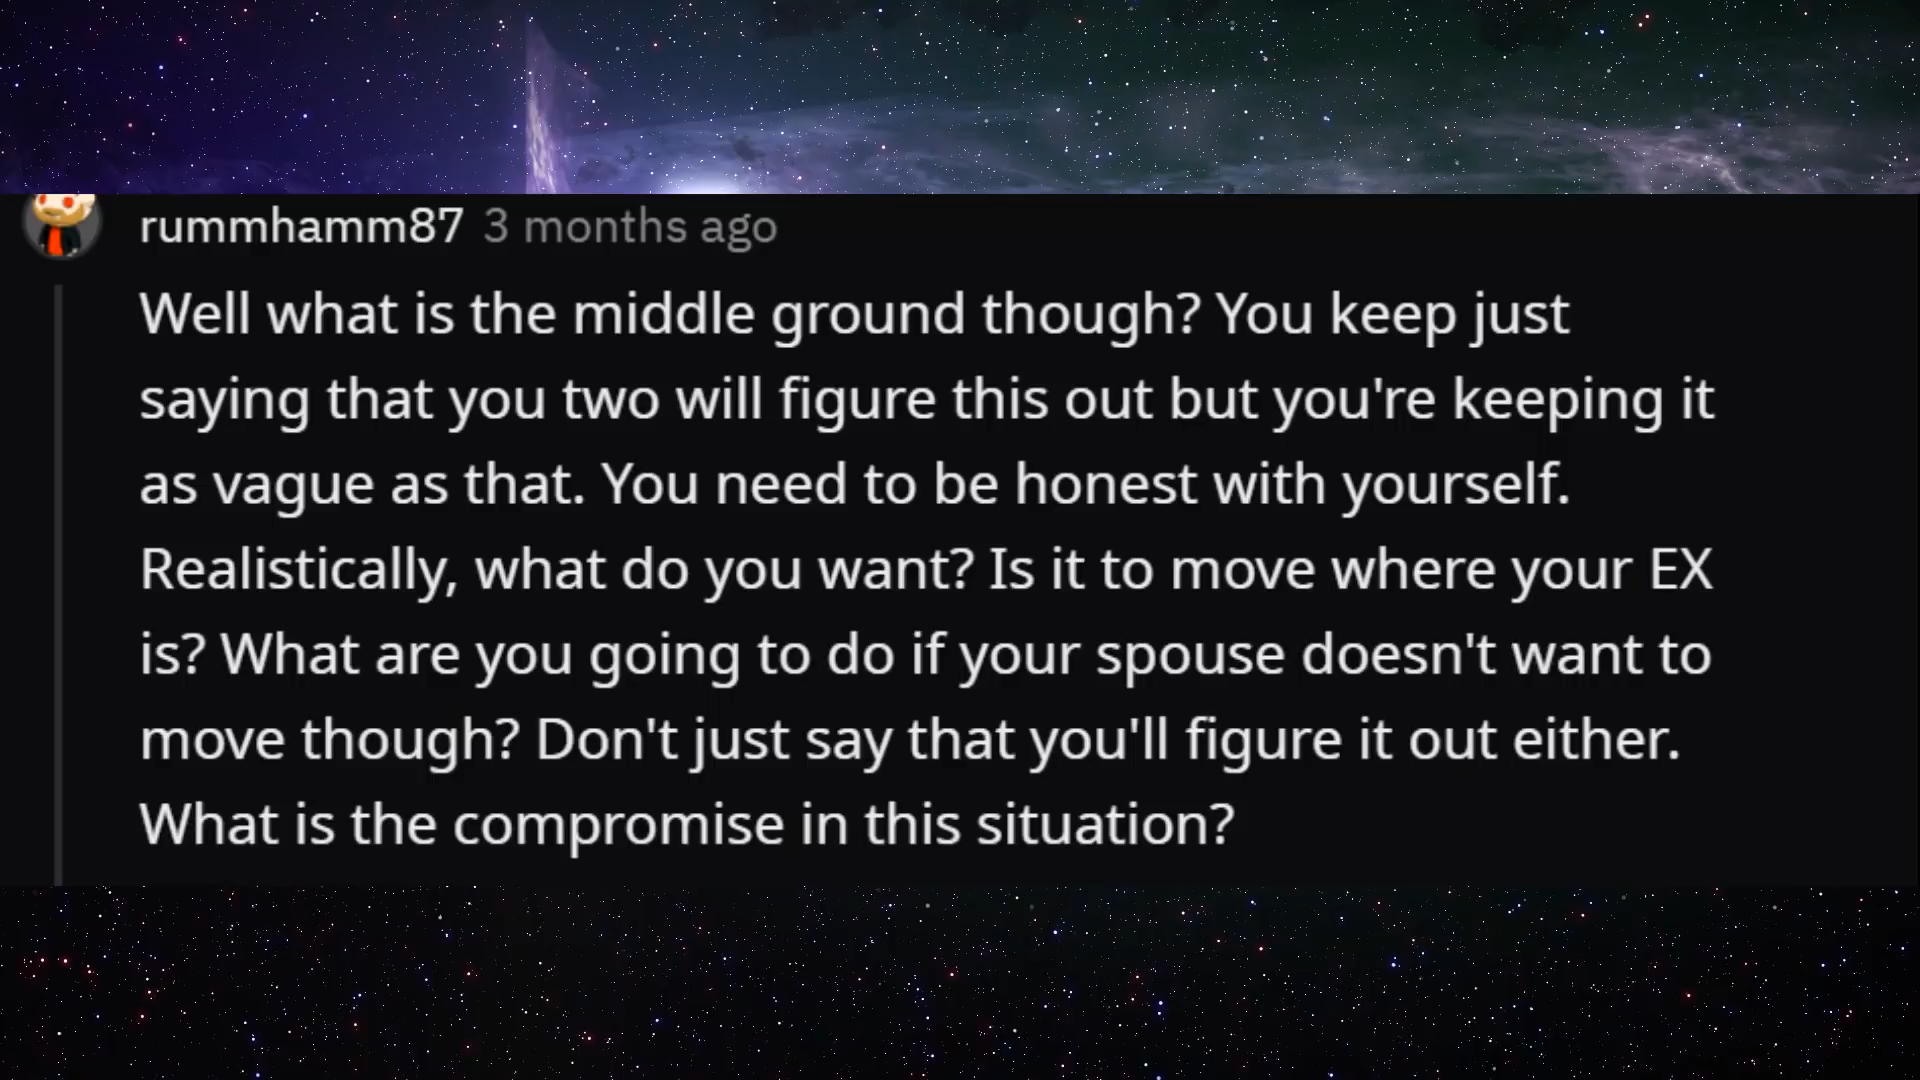 rummhamm87 3 months ago
Well what is the middle ground though? You keep just
saying that you two will figure this out but you're keeping it
as vague as that. You need to be honest with yourself.
Realistically, what do you want? Is it to move where your EX
is? What are you going to do if your spouse doesn't want to
move though? Don't just say that you'll figure it out either.
What is the compromise in this situation?